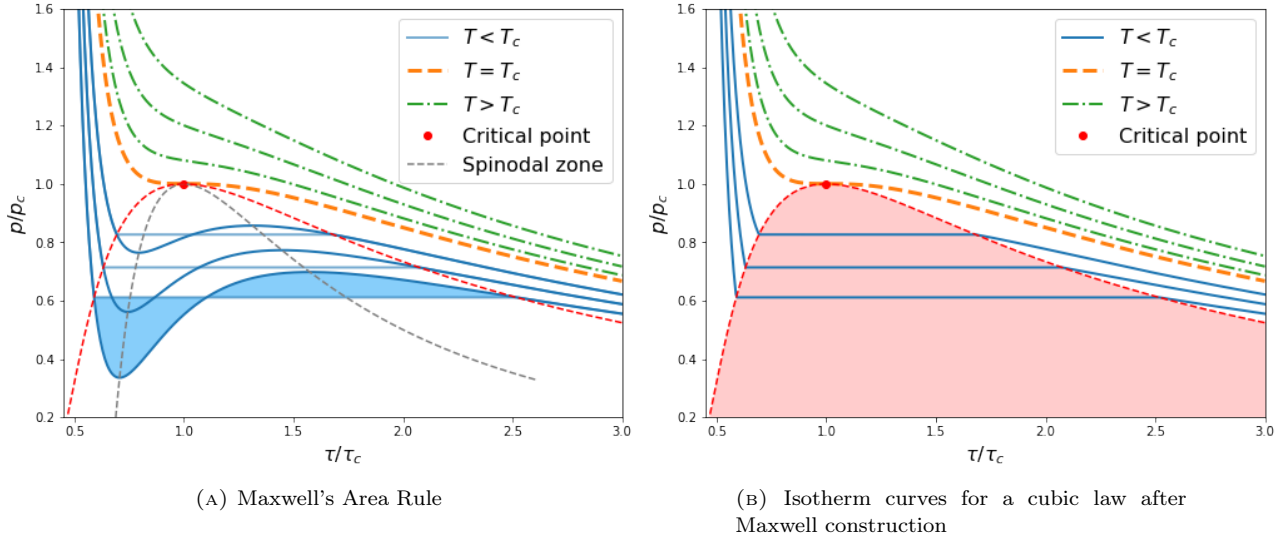 1.6
1.4
1.2
1.0
0.8
0.6
0.4
0.2
p/p_c
0.5 1.0 1.5 2.0 2.5 3.0
τ/τ_c
T < T_c
T = T_c
T > T_c
Critical point
Spinodal zone
(A) Maxwell's Area Rule
1.6
1.4
1.2
1.0
0.8
0.6
0.4
0.2
p/p_c
0.5 1.0 1.5 2.0 2.5 3.0
τ/τ_c
T < T_c
T = T_c
T > T_c
Critical point
(B) Isotherm curves for a cubic law after
Maxwell construction